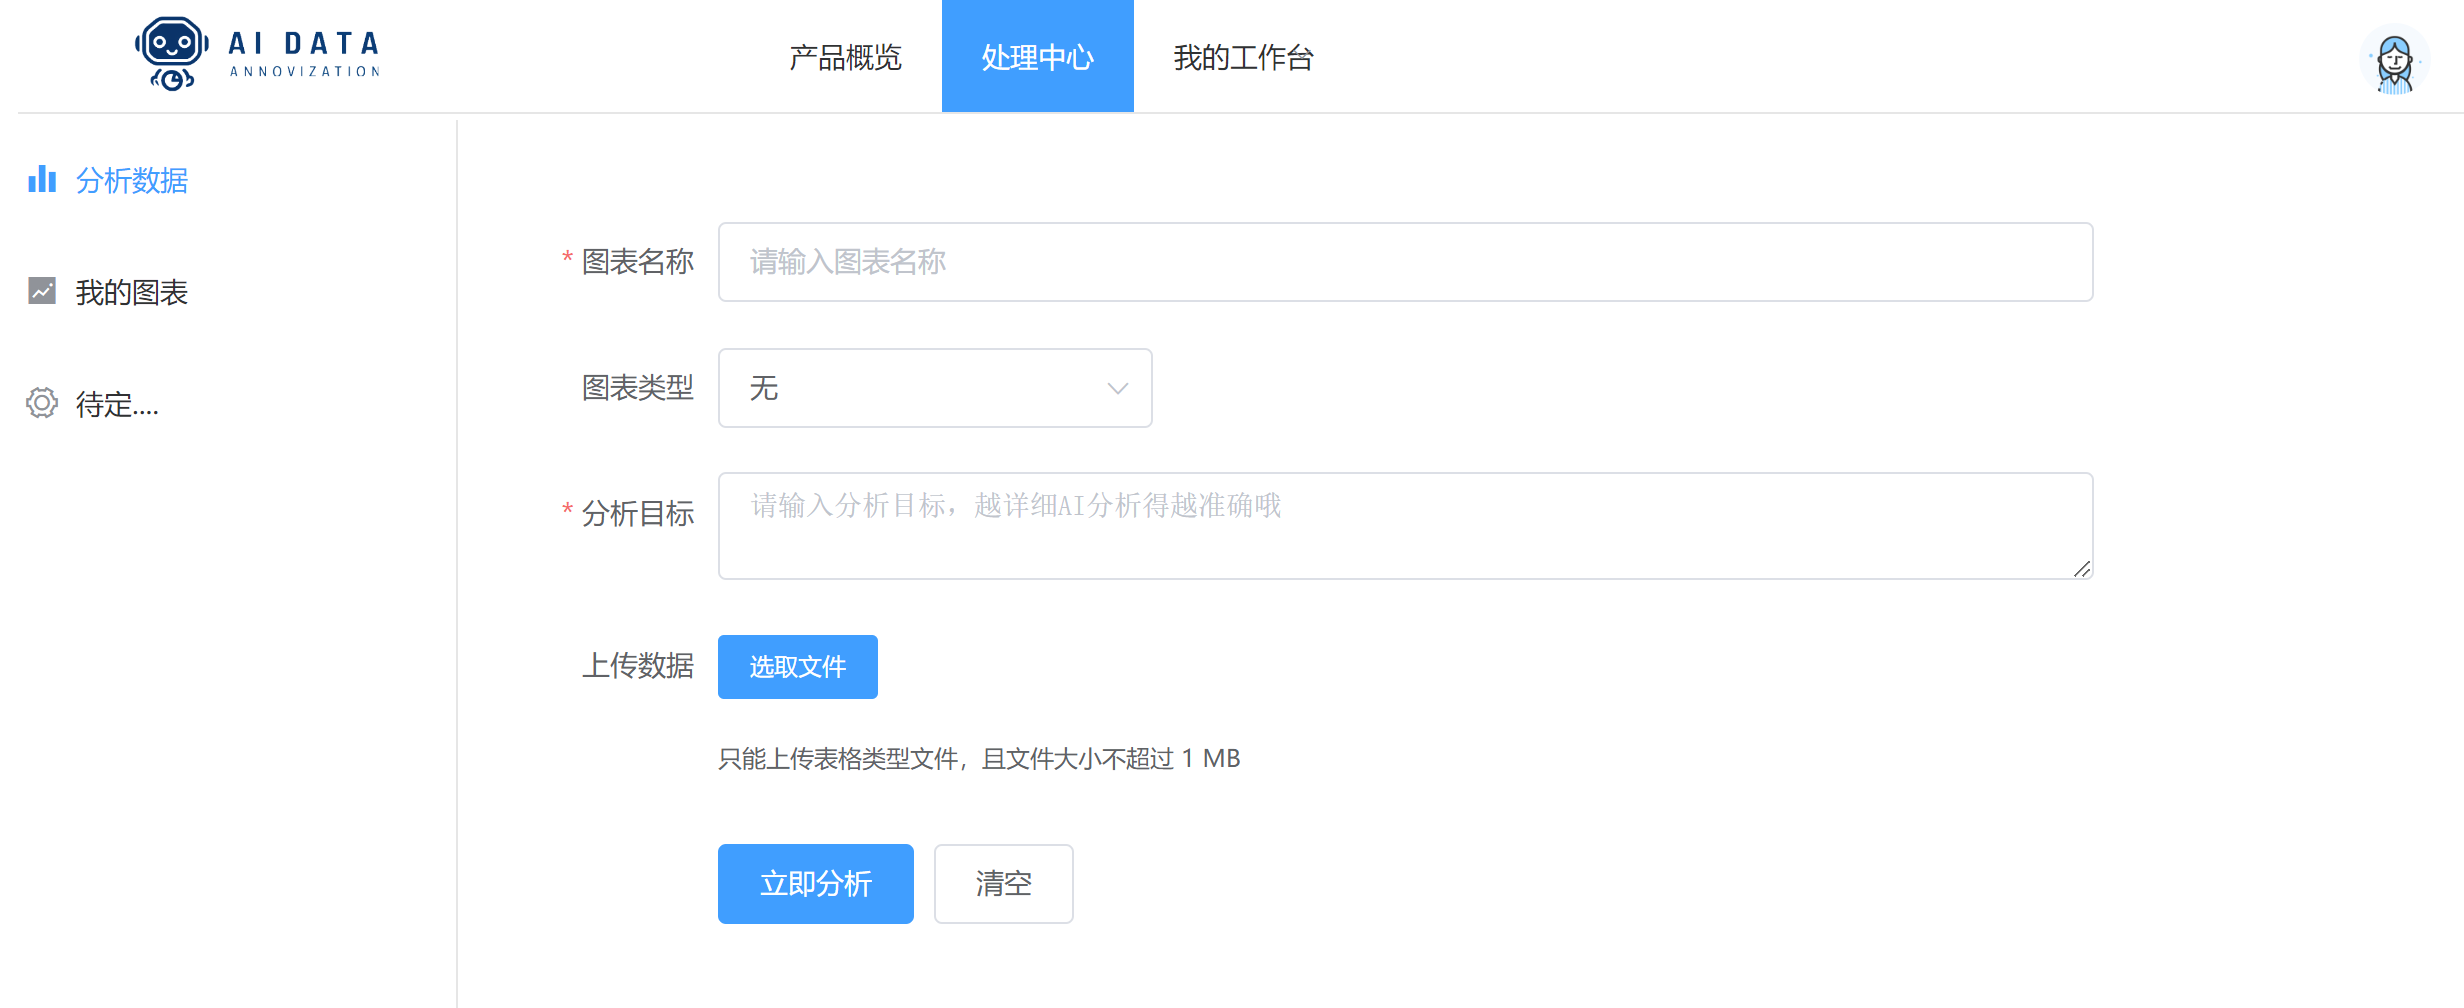 AI DATA
ANNOVIZATION
产品概览
处理中心
我的工作台
分析数据
我的图表
待定....
* 图表名称
请输入图表名称
图表类型
无
* 分析目标
请输入分析目标，越详细AI分析得越准确哦
上传数据
选取文件
只能上传表格类型文件，且文件大小不超过 1 MB
立即分析
清空